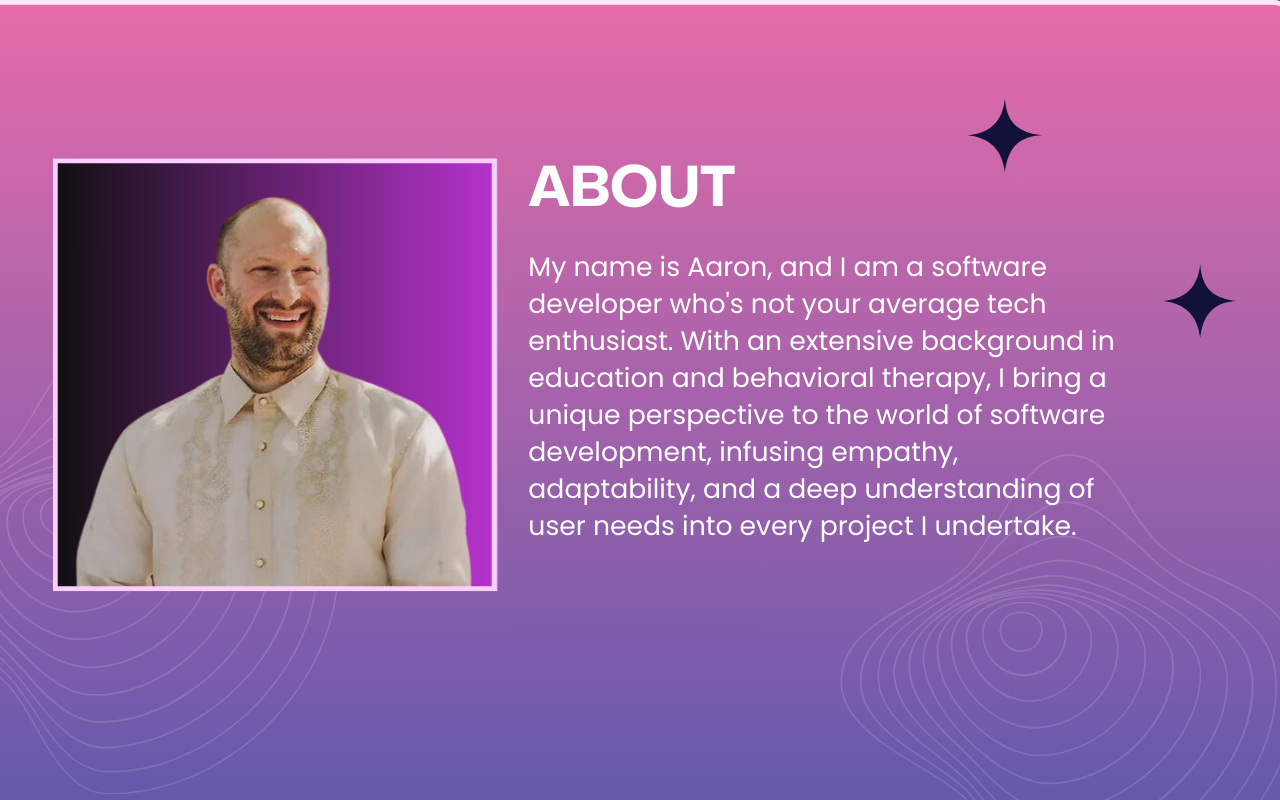 ABOUT
My name is Aaron, and I am a software
developer who's not your average tech
enthusiast. With an extensive background in
education and behavioral therapy, I bring a
unique perspective to the world of software
development, infusing empathy,
adaptability, and a deep understanding of
user needs into every project I undertake.